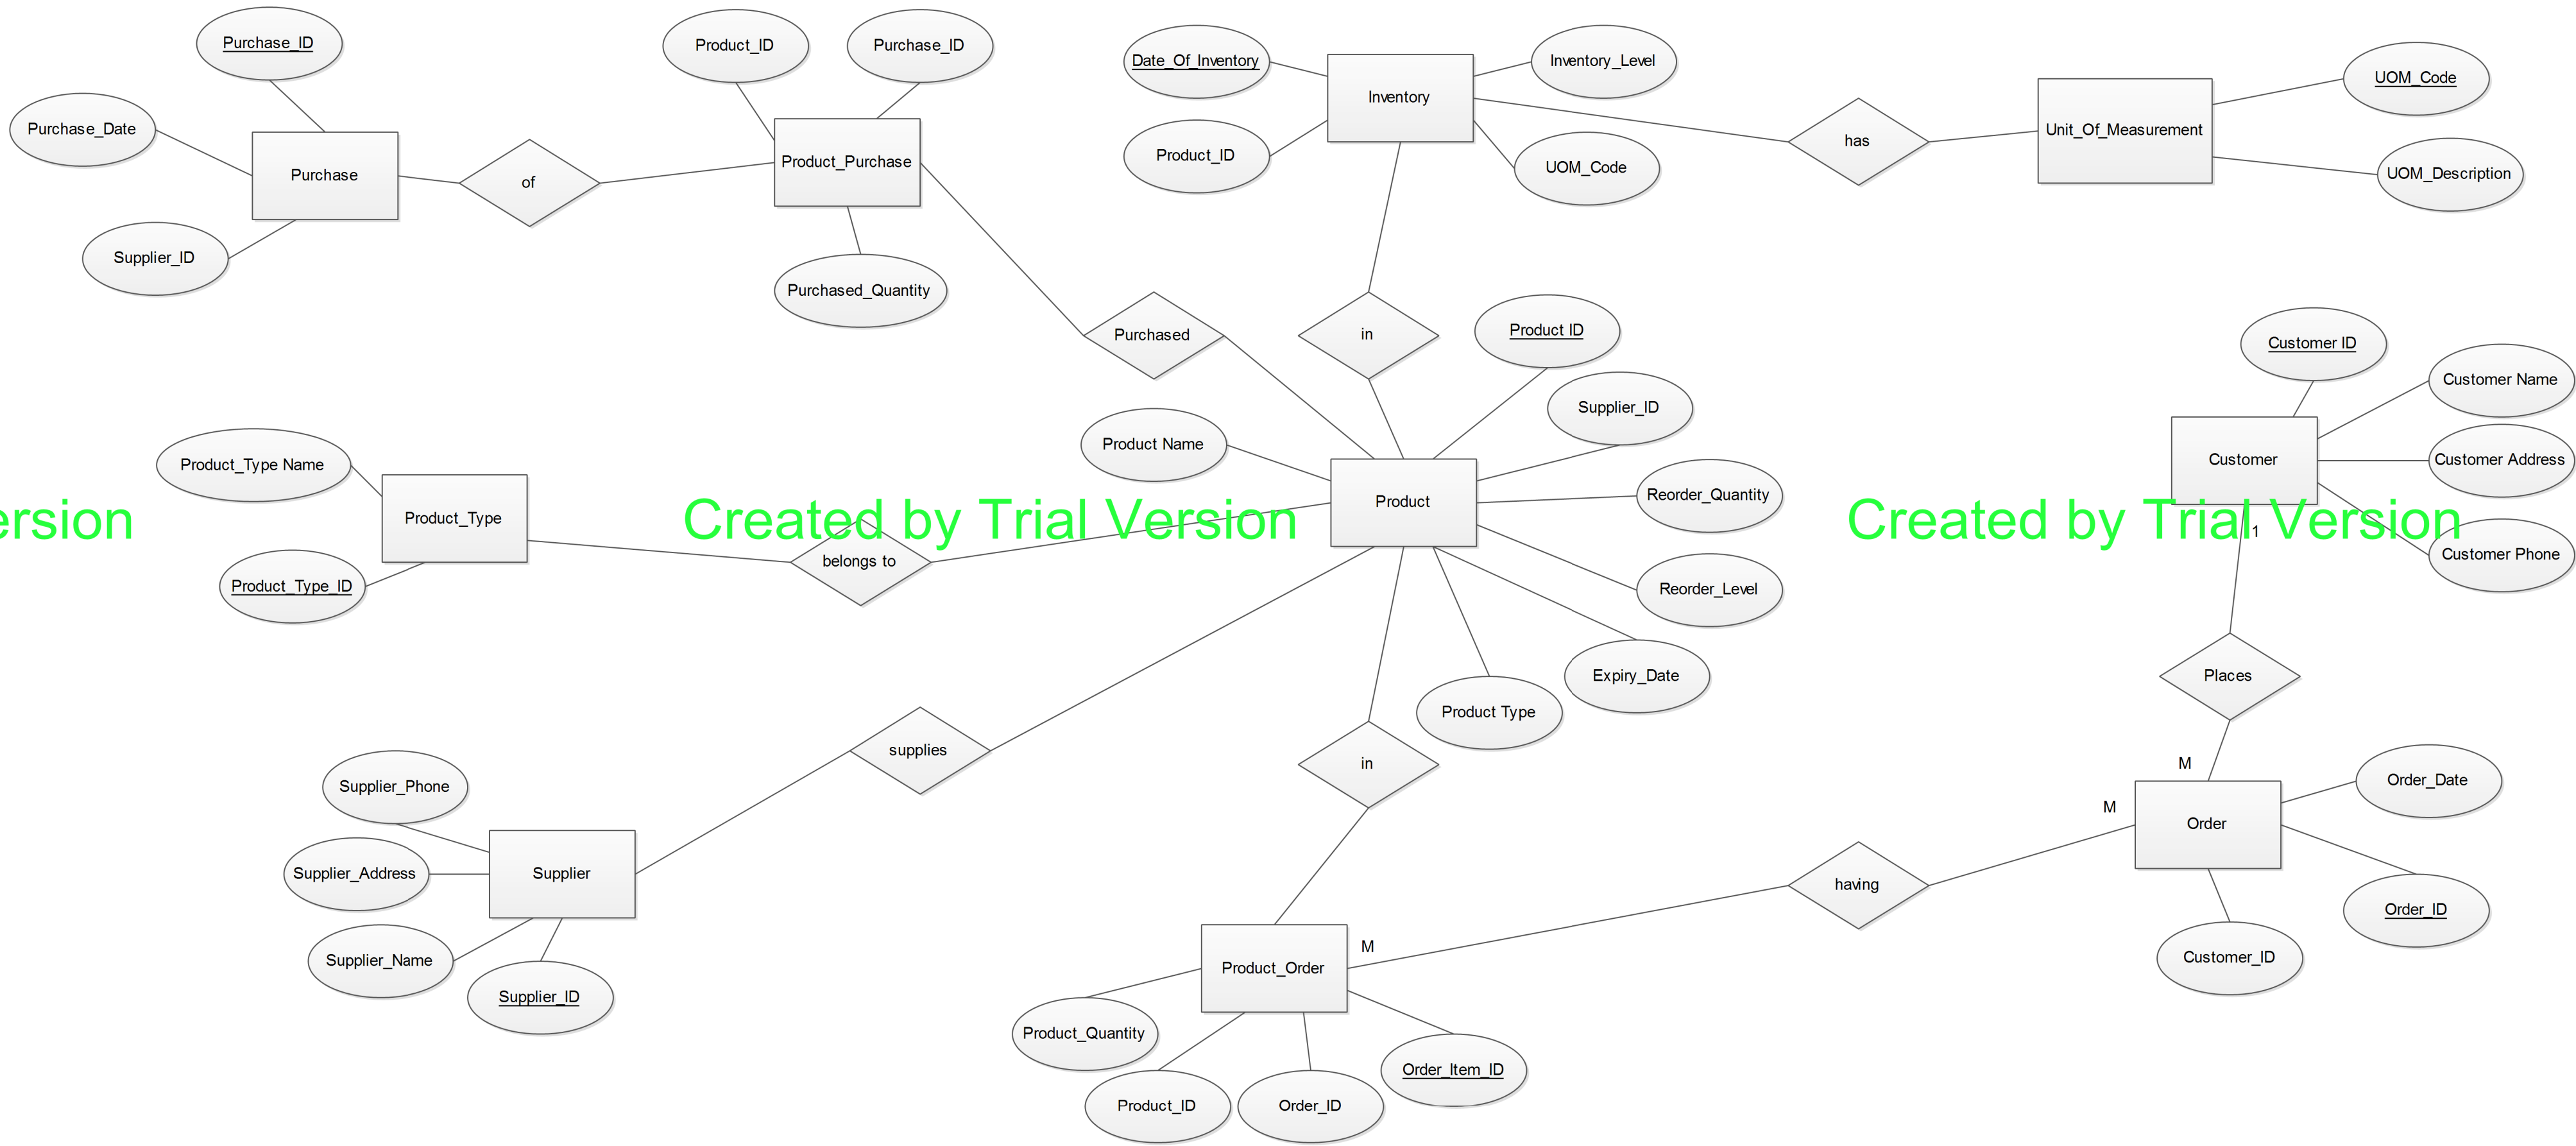 Purchase_ID
Product_ID
Purchase_ID
Date_Of_Inventory
Inventory_Level
Inventory
UOM_Code
Purchase_Date
Purchase
of
Product_Purchase
Product_ID
UOM_Code
has
Unit_Of_Measurement
UOM_Description
Supplier_ID
Purchased_Quantity
Purchased
in
Product ID
Customer ID
Supplier_ID
Customer Name
Product Name
Customer
Customer Address
Product_Type Name
Product_Type
Product
Reorder_Quantity
ersion
Created by Trial Version
Created by Trial Version
1
Customer Phone
belongs to
Product_Type_ID
Reorder_Level
Expiry_Date
Places
Product Type
supplies
in
M
Order_Date
Supplier_Phone
M
Order
Supplier_Address
Supplier
having
Order_ID
Supplier_Name
M
Customer_ID
Product_Order
Supplier_ID
Product_Quantity
Order_Item_ID
Product_ID
Order_ID